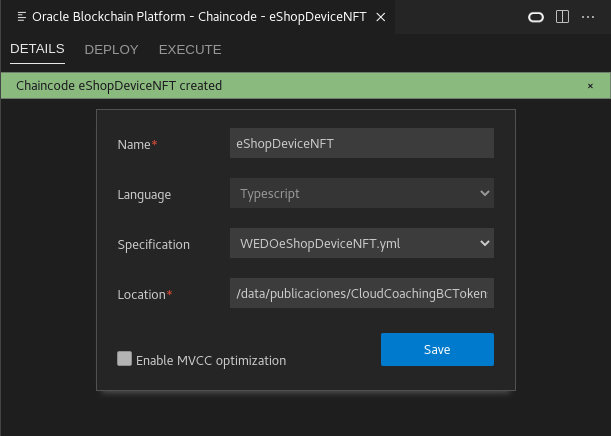 Oracle Blockchain Platform - Chaincode - eShopDeviceNFT ×
DETAILS DEPLOY EXECUTE
Chaincode eShopDeviceNFT created ×
Name* eShopDeviceNFT
Language Typescript
Specification WEDOeShopDeviceNFT.yml
Location* /data/publicaciones/CloudCoachingBCToken
Enable MVCC optimization
Save